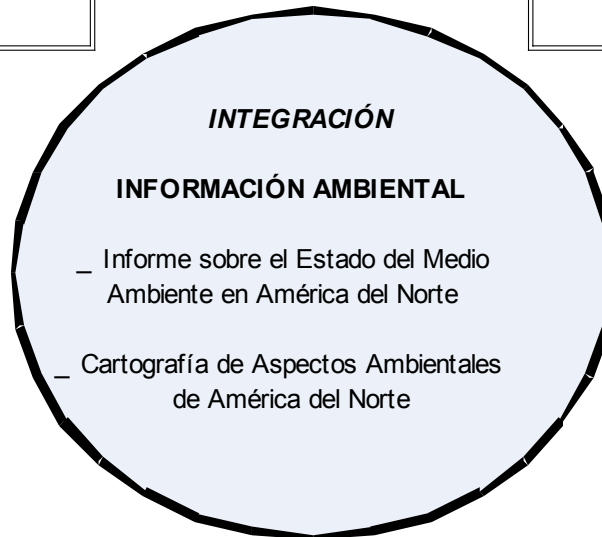 INTEGRACIÓN
INFORMACIÓN AMBIENTAL
_ Informe sobre el Estado del Medio
Ambiente en América del Norte
_ Cartografía de Aspectos Ambientales
de América del Norte